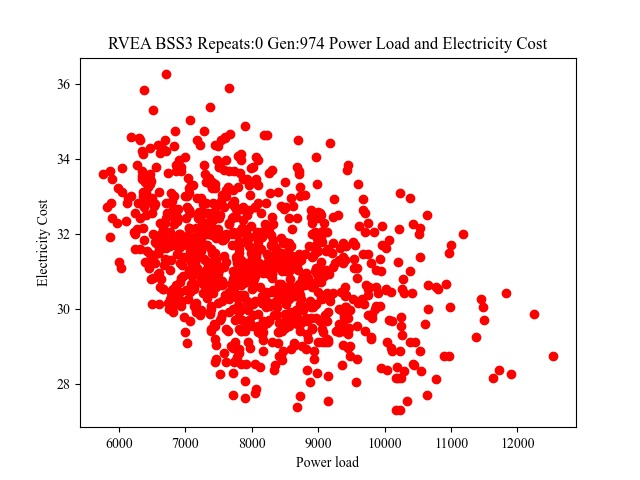 RVEA BSS3 Repeats:0 Gen:974 Power Load and Electricity Cost
36
34
32
30
28
Electricity Cost
6000 7000 8000 9000 10000 11000 12000
Power load